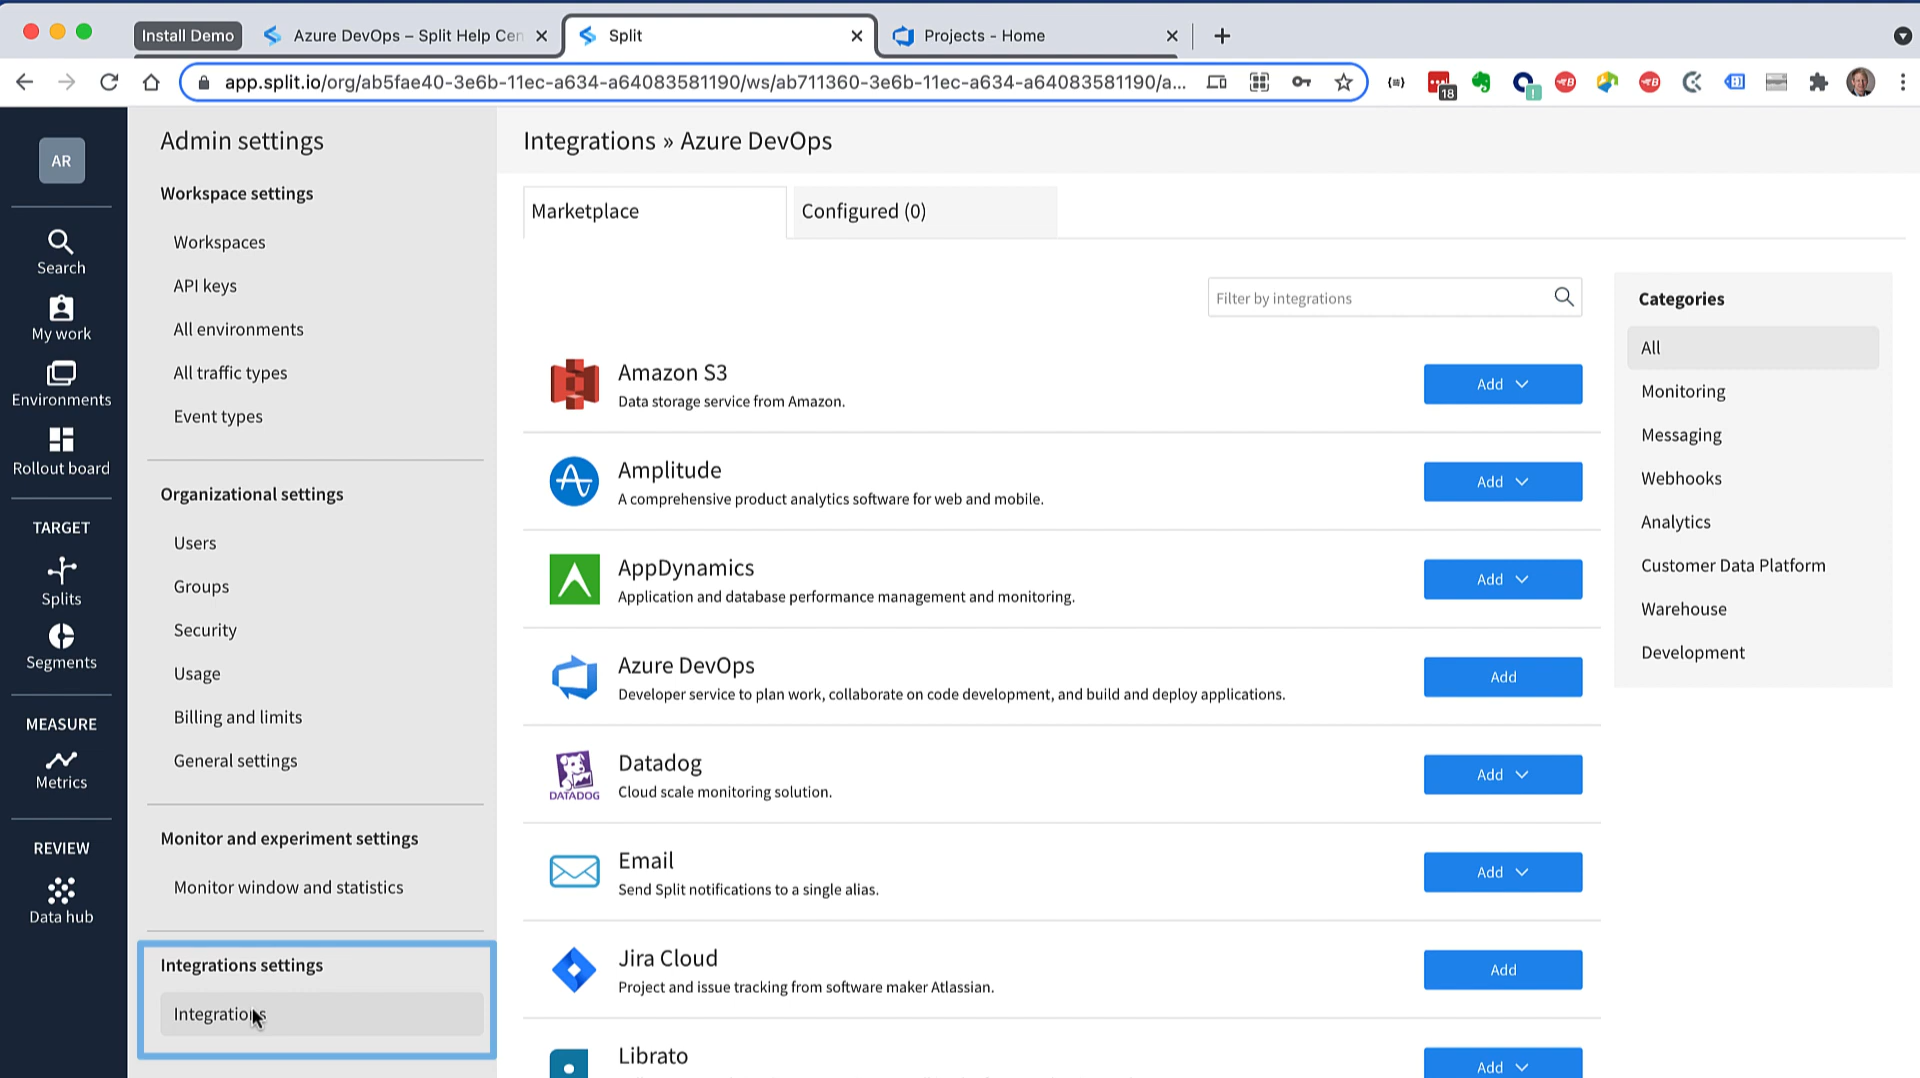 Install Demo
Azure DevOps – Split Help Cen
Split
Projects - Home
app.split.io/org/ab5fae40-3e6b-11ec-a634-a64083581190/ws/ab711360-3e6b-11ec-a634-a64083581190/a...
18
AR
Search
My work
Environments
Rollout board
TARGET
Splits
Segments
MEASURE
Metrics
REVIEW
Data hub
Admin settings
Workspace settings
Workspaces
API keys
All environments
All traffic types
Event types
Organizational settings
Users
Groups
Security
Usage
Billing and limits
General settings
Monitor and experiment settings
Monitor window and statistics
Integrations settings
Integrations
Integrations » Azure DevOps
Marketplace
Configured (0)
Filter by integrations
Amazon S3
Data storage service from Amazon.
Add
Amplitude
A comprehensive product analytics software for web and mobile.
Add
AppDynamics
Application and database performance management and monitoring.
Add
Azure DevOps
Developer service to plan work, collaborate on code development, and build and deploy applications.
Add
DATADOG
Datadog
Cloud scale monitoring solution.
Add
Email
Send Split notifications to a single alias.
Add
Jira Cloud
Project and issue tracking from software maker Atlassian.
Add
Librato
Add
Categories
All
Monitoring
Messaging
Webhooks
Analytics
Customer Data Platform
Warehouse
Development